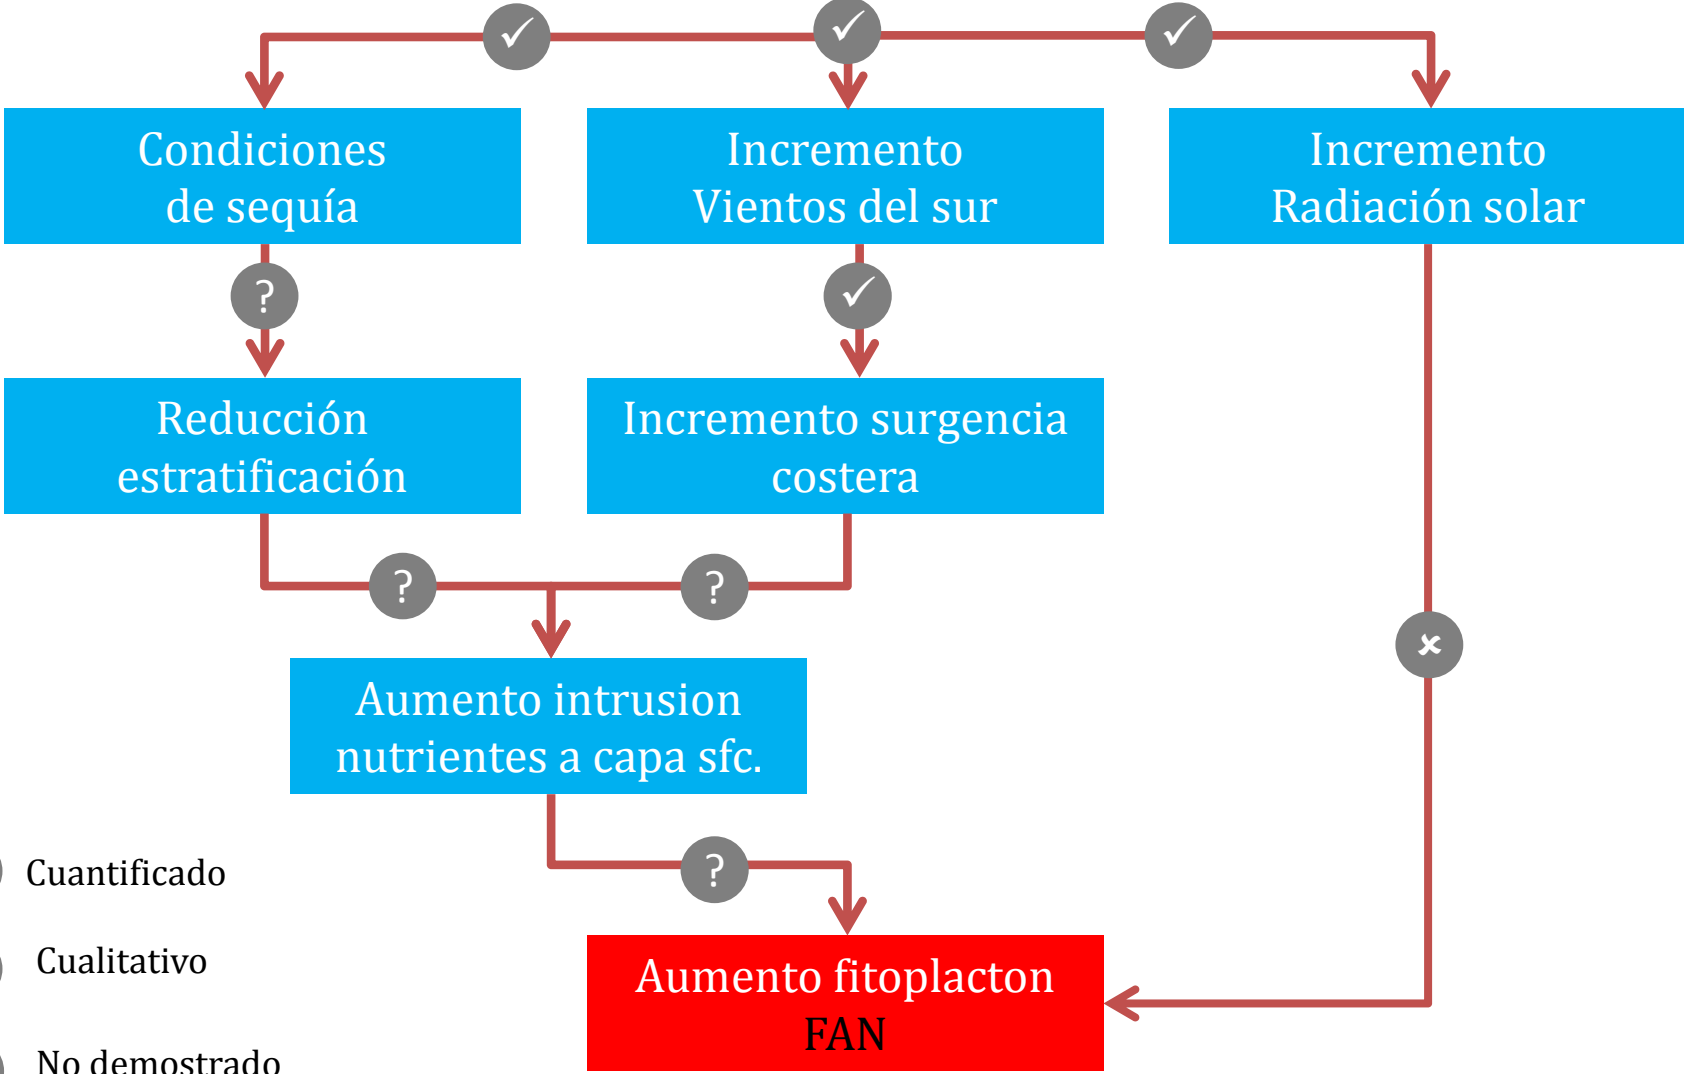 ✓
✓
✓
Condiciones
de sequía
Incremento
Vientos del sur
Incremento
Radiación solar
?
✓
Reducción
estratificación
Incremento surgencia
costera
?
?
✘
Aumento intrusion
nutrientes a capa sfc.
?
Cuantificado
Cualitativo
No demostrado
Aumento fitoplacton
FAN